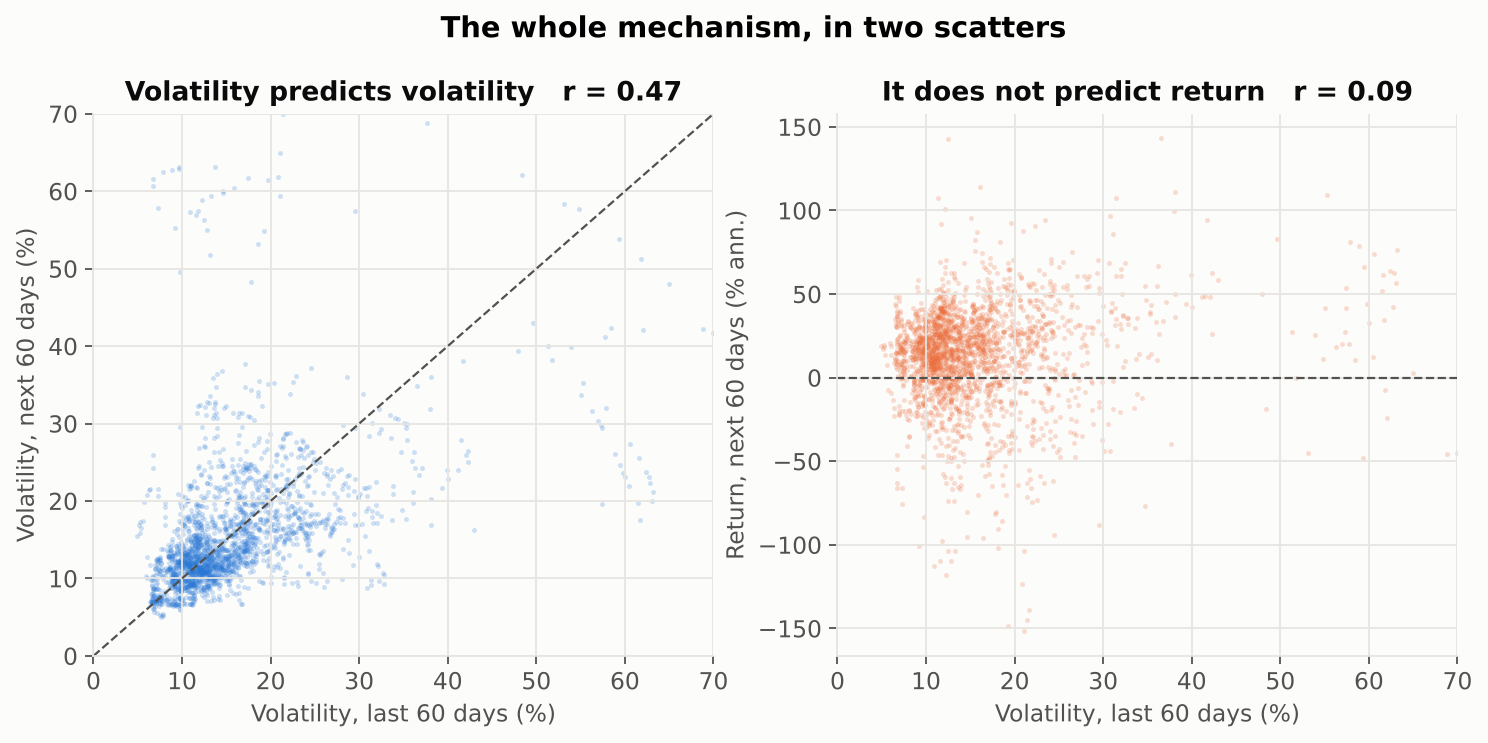 The whole mechanism, in two scatters
Volatility predicts volatility   r = 0.47
70
60
50
40
30
20
10
0
Volatility, next 60 days (%)
0 10 20 30 40 50 60 70
Volatility, last 60 days (%)
It does not predict return   r = 0.09
150
100
50
0
−50
−100
−150
Return, next 60 days (% ann.)
0 10 20 30 40 50 60 70
Volatility, last 60 days (%)